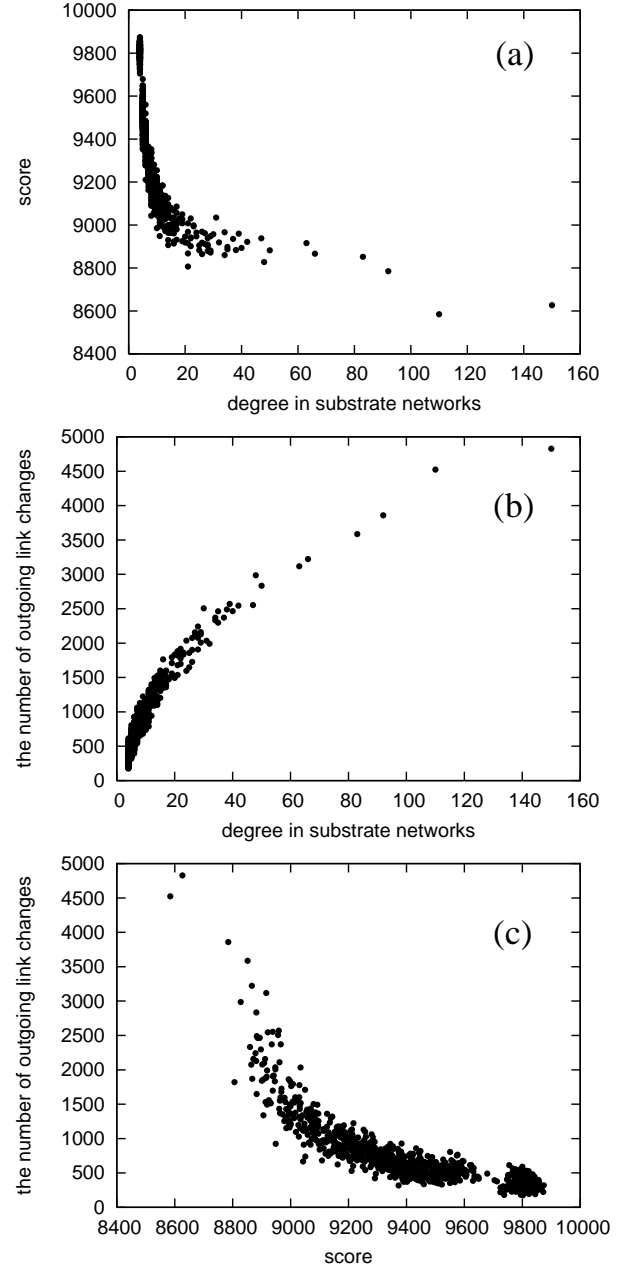 10000
9800
9600
9400
9200
9000
8800
8600
8400
score
(a)
0 20 40 60 80 100 120 140 160
degree in substrate networks
5000
4500
4000
3500
3000
2500
2000
1500
1000
500
0
the number of outgoing link changes
(b)
0 20 40 60 80 100 120 140 160
degree in substrate networks
5000
4500
4000
3500
3000
2500
2000
1500
1000
500
0
the number of outgoing link changes
(c)
8400 8600 8800 9000 9200 9400 9600 9800 10000
score